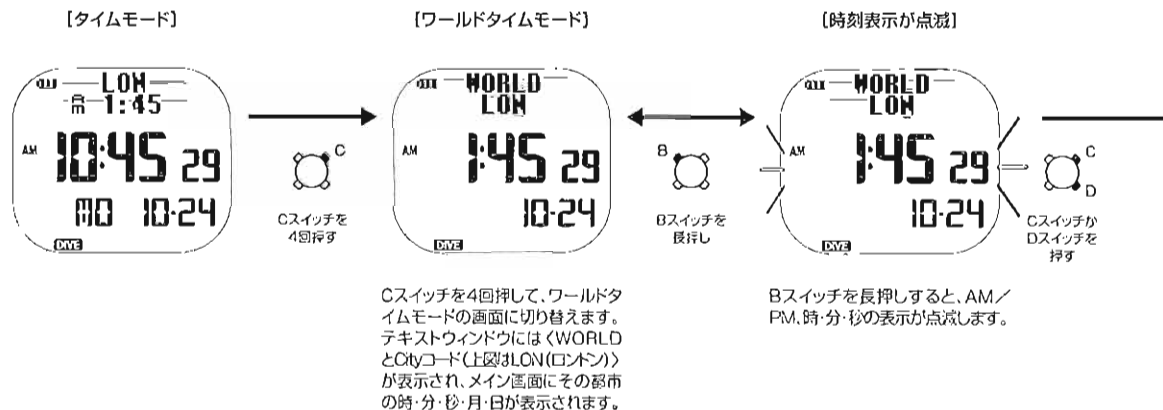 [タイムモード]
LON
AM 1:45
AM 10:45 29
MO 10-24
DIVE
C
Cスイッチを
4回押す
[ワールドタイムモード]
WORLD
LON
AM 1:45 29
10-24
DIVE
Cスイッチを4回押して、ワールドタ
イムモードの画面に切り替えます。
テキストウィンドウには〈WORLD
とCityコード(上図はLON(ロンドン)〉
が表示され、メイン画面にその都市
の時・分・秒・月・日が表示されます。
B
Bスイッチを
長押し
[時刻表示が点滅]
WORLD
LON
AM 1:45 29
10-24
DIVE
Bスイッチを長押しすると、AM/
PM、時・分・秒の表示が点滅します。
C
D
Cスイッチか
Dスイッチを
押す